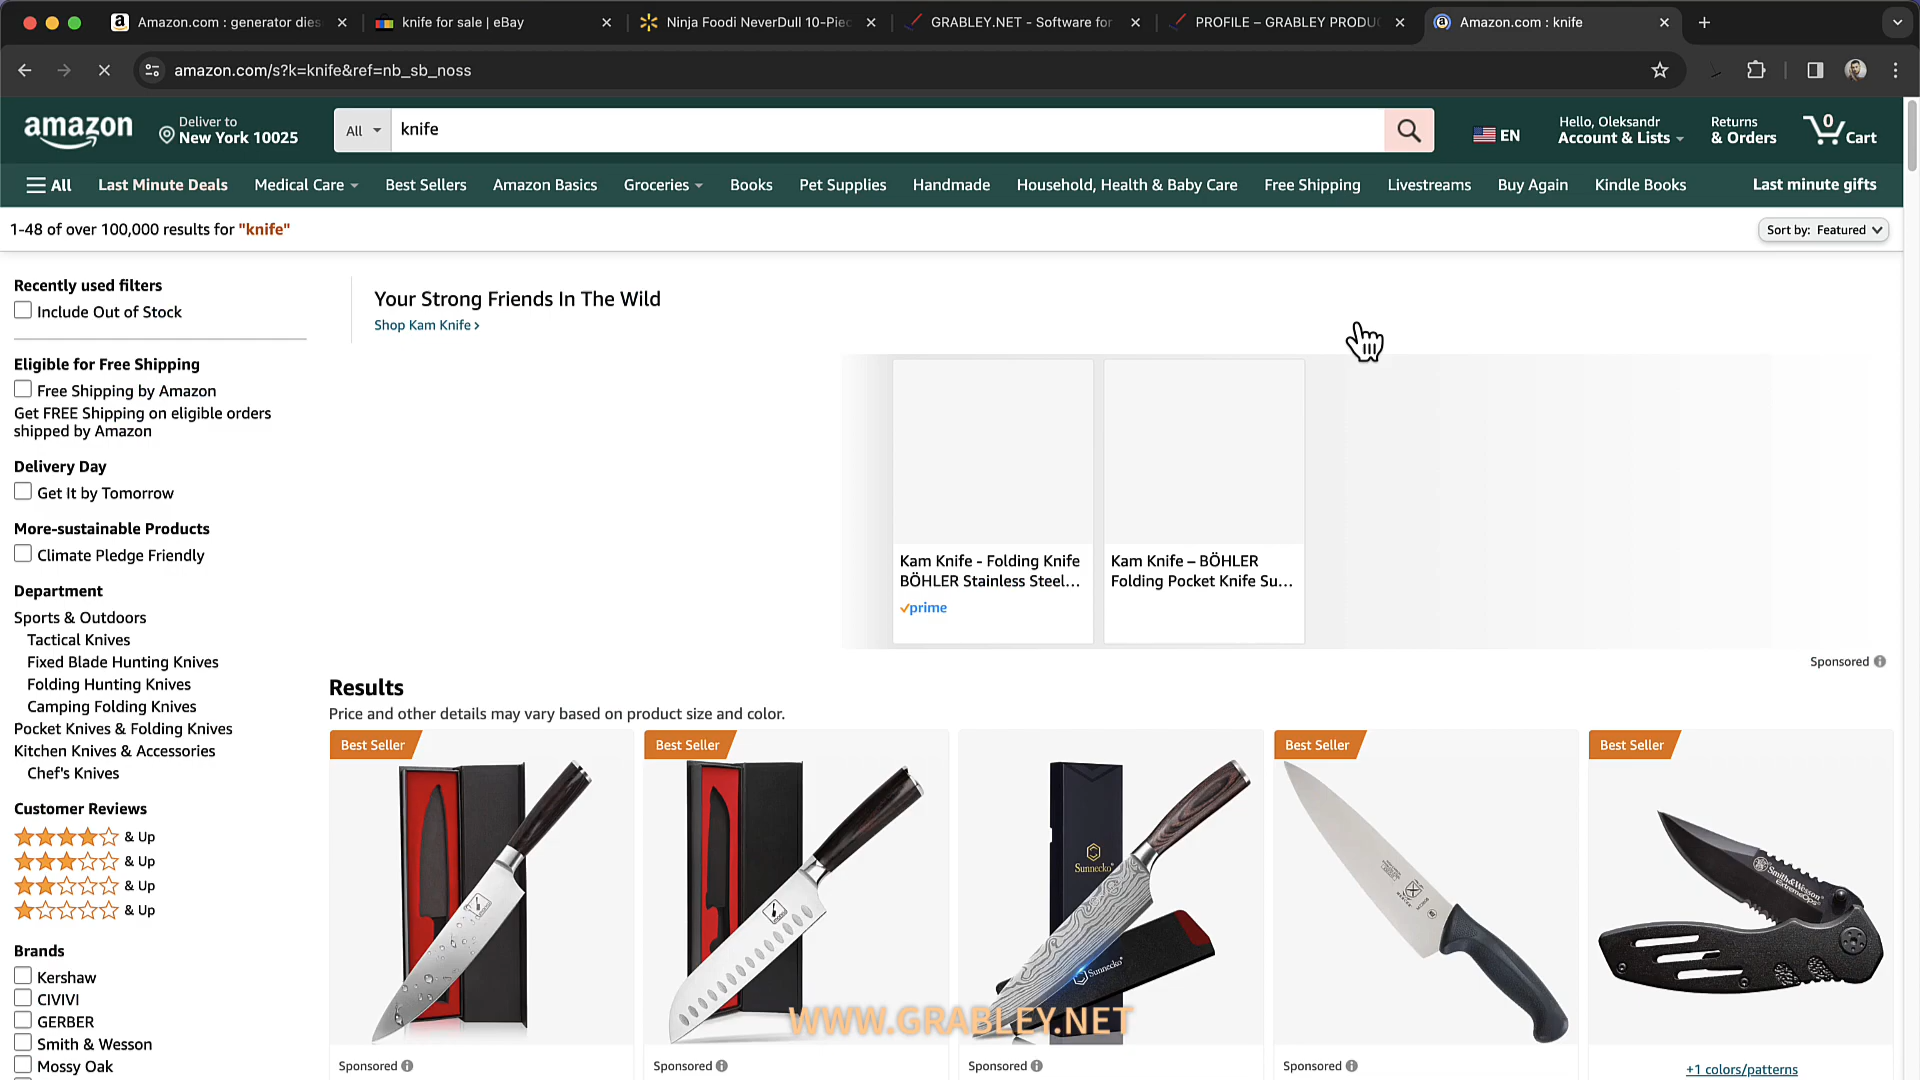 Amazon.com : generator dies
knife for sale | eBay
Ninja Foodi NeverDull 10-Piec
GRABLEY.NET - Software for
PROFILE – GRABLEY PRODU
Amazon.com : knife
amazon.com/s?k=knife&ref=nb_sb_noss
amazon
Deliver to
New York 10025
All
knife
EN
Hello, Oleksandr
Account & Lists
Returns
& Orders
0
Cart
All
Last Minute Deals
Medical Care
Best Sellers
Amazon Basics
Groceries
Books
Pet Supplies
Handmade
Household, Health & Baby Care
Free Shipping
Livestreams
Buy Again
Kindle Books
Last minute gifts
1-48 of over 100,000 results for "knife"
Sort by: Featured
Recently used filters
Include Out of Stock
Eligible for Free Shipping
Free Shipping by Amazon
Get FREE Shipping on eligible orders
shipped by Amazon
Delivery Day
Get It by Tomorrow
More-sustainable Products
Climate Pledge Friendly
Department
Sports & Outdoors
Tactical Knives
Fixed Blade Hunting Knives
Folding Hunting Knives
Camping Folding Knives
Pocket Knives & Folding Knives
Kitchen Knives & Accessories
Chef's Knives
Customer Reviews
& Up
& Up
& Up
& Up
Brands
Kershaw
CIVIVI
GERBER
Smith & Wesson
Mossy Oak
Your Strong Friends In The Wild
Shop Kam Knife ›
Kam Knife - Folding Knife
BÖHLER Stainless Steel...
prime
Kam Knife – BÖHLER
Folding Pocket Knife Su...
Sponsored
Results
Price and other details may vary based on product size and color.
Best Seller
Best Seller
Best Seller
Best Seller
Sunnecko
Sunnecko
Smith&Wesson
ExtremeOps
WWW.GRABLEY.NET
Sponsored
Sponsored
Sponsored
Sponsored
+1 colors/patterns